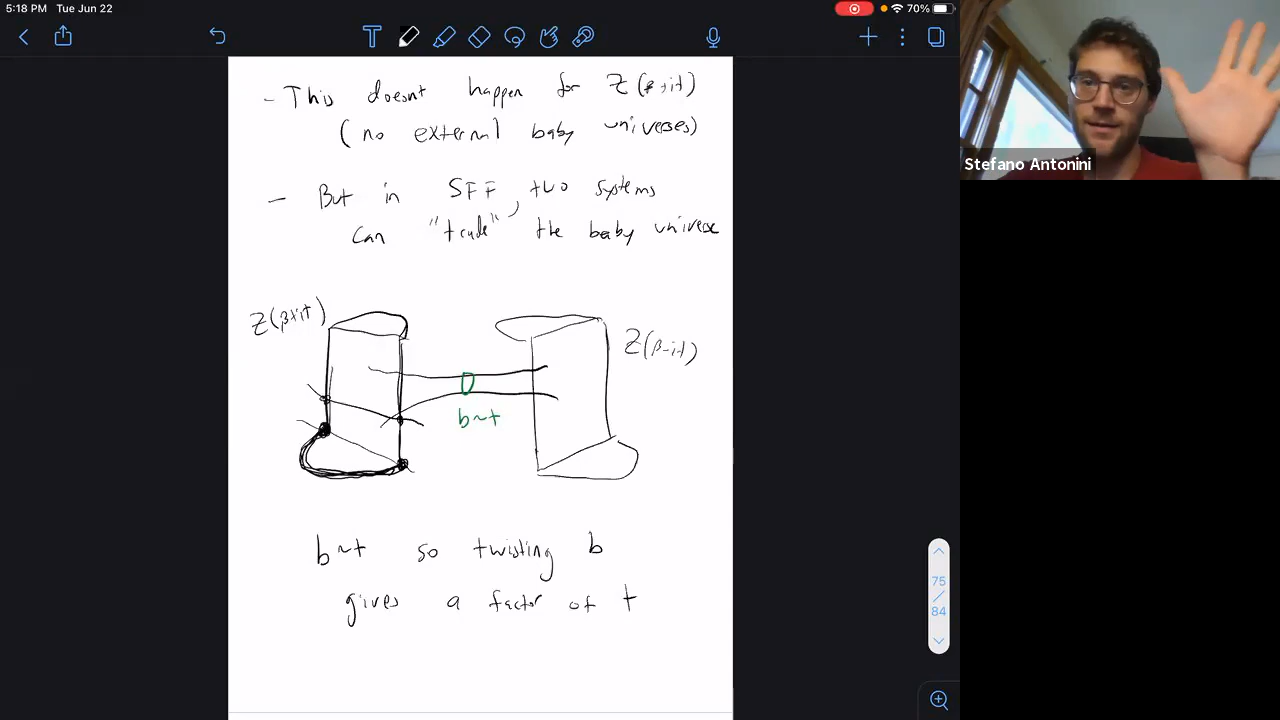 5:18 PM Tue Jun 22
70%
- This doesnt happen for Z(β+it)
(no external baby universes)
Stefano Antonini
- But in SFF, two systems
can "trade" the baby universe
Z(β+it)
Z(β-it)
b~t
b~t so twisting b
gives a factor of t
75
/
84